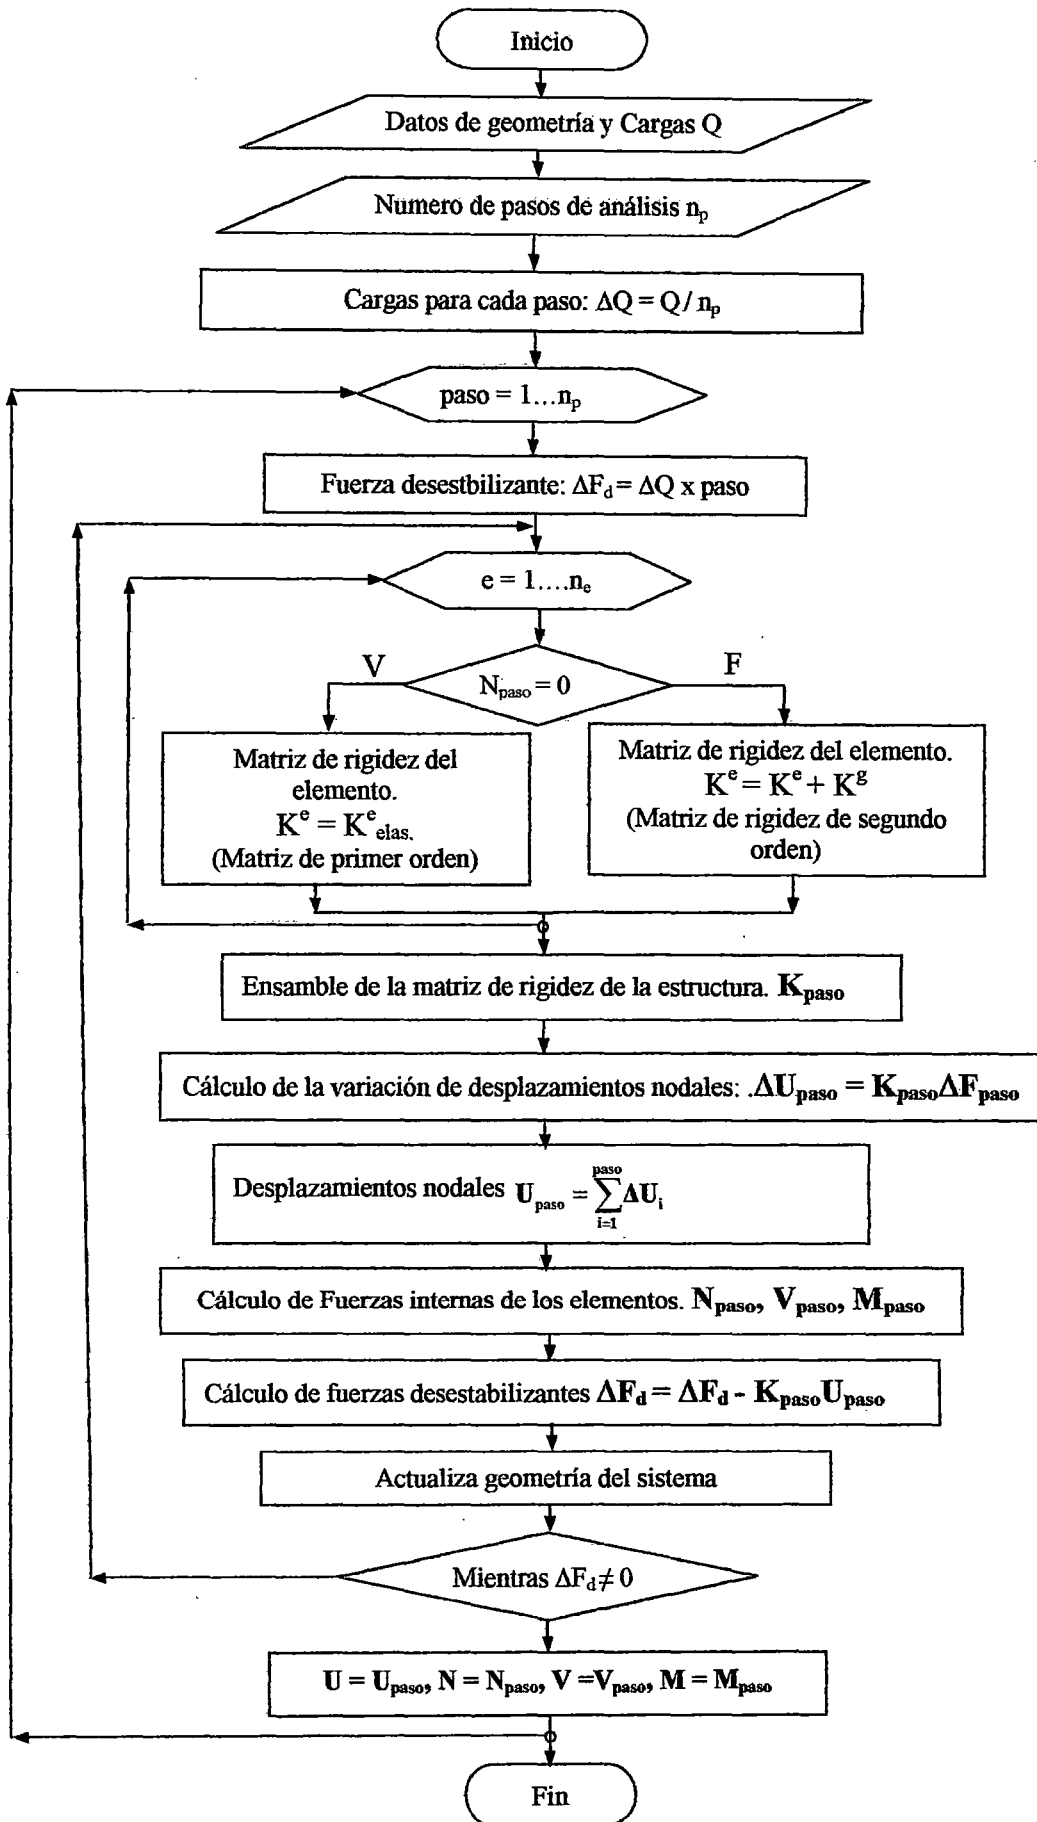 Inicio
Datos de geometría y Cargas Q
Numero de pasos de análisis nₚ
Cargas para cada paso: ΔQ = Q / nₚ
paso = 1...nₚ
Fuerza desestbilizante: ΔF_d = ΔQ x paso
e = 1....nₑ
V
F
N_paso = 0
Matriz de rigidez del
elemento.
K^e = K^e_elas.
(Matriz de primer orden)
Matriz de rigidez del elemento.
K^e = K^e + K^g
(Matriz de rigidez de segundo
orden)
Ensamble de la matriz de rigidez de la estructura. K_paso
Cálculo de la variación de desplazamientos nodales: .ΔU_paso = K_paso ΔF_paso
Desplazamientos nodales U_paso = ∑_{i=1}^{paso} ΔU_i
Cálculo de Fuerzas internas de los elementos. N_paso, V_paso, M_paso
Cálculo de fuerzas desestabilizantes ΔF_d = ΔF_d - K_paso U_paso
Actualiza geometría del sistema
Mientras ΔF_d ≠ 0
U = U_paso, N = N_paso, V =V_paso, M = M_paso
Fin